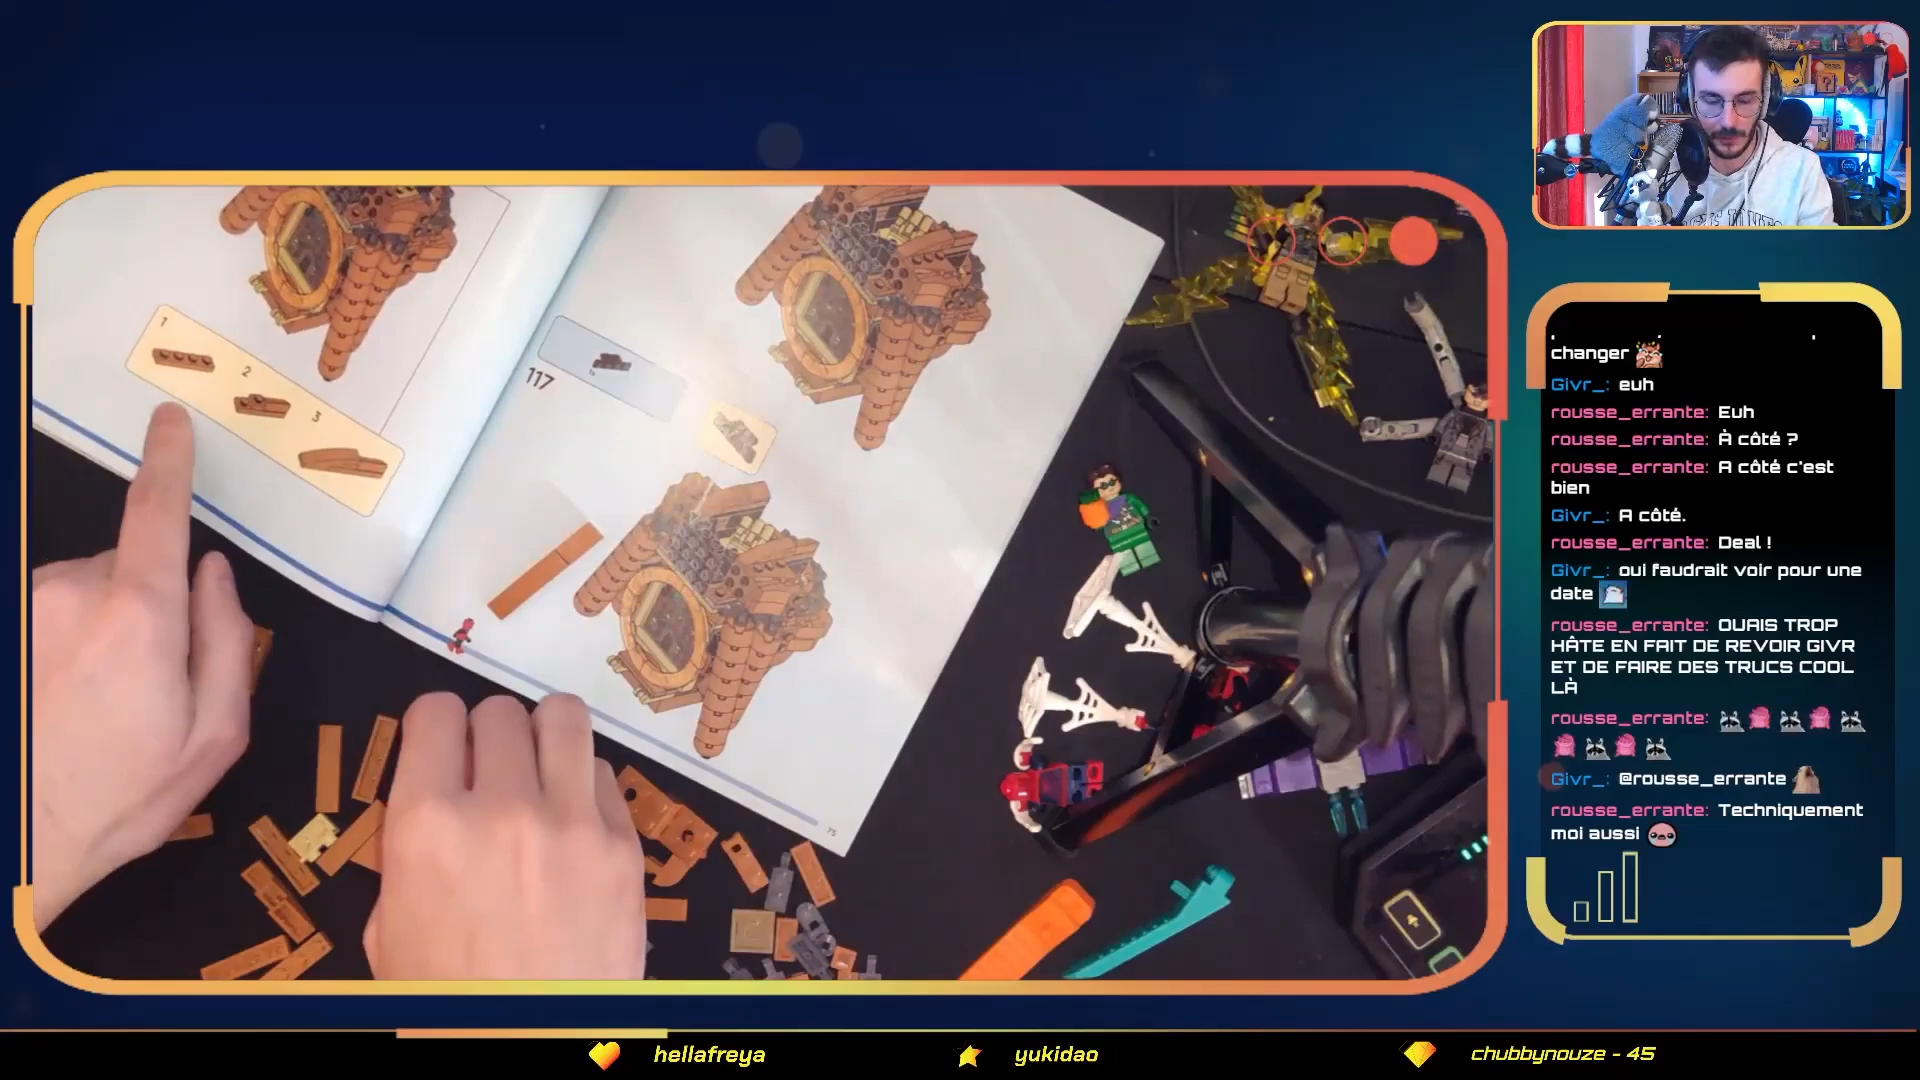 1
2
3
117
75
changer
Givr_: euh
rousse_errante: Euh
rousse_errante: À côté ?
rousse_errante: A côté c'est
bien
Givr_: A côté.
rousse_errante: Deal !
Givr_: oui faudrait voir pour une
date
rousse_errante: OUAIS TROP
HÂTE EN FAIT DE REVOIR GIVR
ET DE FAIRE DES TRUCS COOL
LÀ
rousse_errante:
Givr_: @rousse_errante
rousse_errante: Techniquement
moi aussi
hellafreya
yukidao
chubbynouze - 45